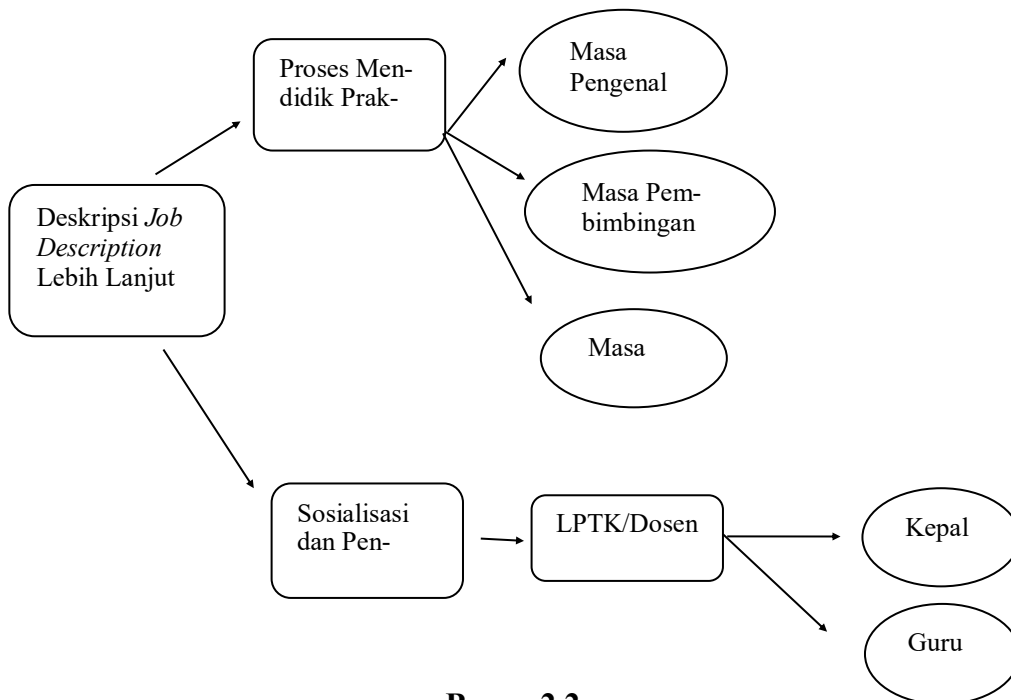 Masa
Pengenal
Proses Men-
didik Prak-
Masa Pem-
bimbingan
Deskripsi Job
Description
Lebih Lanjut
Masa
Sosialisasi
dan Pen-
LPTK/Dosen
Kepal
Guru